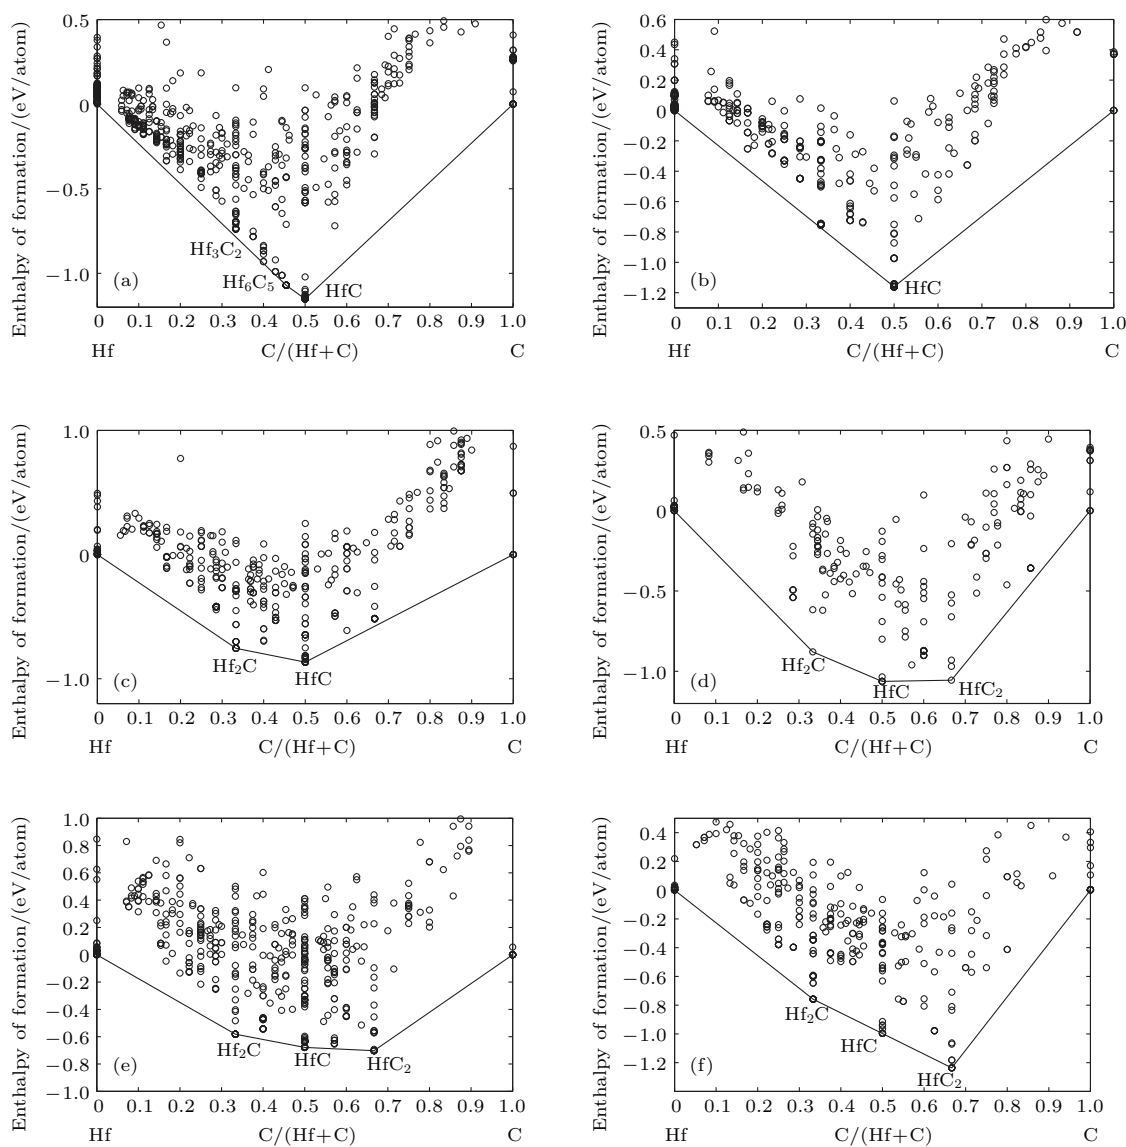 Enthalpy of formation/(eV/atom)
0.5
0
−0.5
−1.0
Hf₃C₂
Hf₆C₅
HfC
(a)
0 0.1 0.2 0.3 0.4 0.5 0.6 0.7 0.8 0.9 1.0
Hf C/(Hf+C) C
Enthalpy of formation/(eV/atom)
0.6
0.4
0.2
0
−0.2
−0.4
−0.6
−0.8
−1.0
−1.2
(b)
HfC
0 0.1 0.2 0.3 0.4 0.5 0.6 0.7 0.8 0.9 1.0
Hf C/(Hf+C) C
Enthalpy of formation/(eV/atom)
1.0
0
−1.0
Hf₂C
HfC
(c)
0 0.1 0.2 0.3 0.4 0.5 0.6 0.7 0.8 0.9 1.0
Hf C/(Hf+C) C
Enthalpy of formation/(eV/atom)
0.5
0
−0.5
−1.0
Hf₂C
HfC
HfC₂
(d)
0 0.1 0.2 0.3 0.4 0.5 0.6 0.7 0.8 0.9 1.0
Hf C/(Hf+C) C
Enthalpy of formation/(eV/atom)
1.0
0.8
0.6
0.4
0.2
0
−0.2
−0.4
−0.6
−0.8
−1.0
Hf₂C
HfC
HfC₂
(e)
0 0.1 0.2 0.3 0.4 0.5 0.6 0.7 0.8 0.9 1.0
Hf C/(Hf+C) C
Enthalpy of formation/(eV/atom)
0.4
0.2
0
−0.2
−0.4
−0.6
−0.8
−1.0
−1.2
Hf₂C
HfC
HfC₂
(f)
0 0.1 0.2 0.3 0.4 0.5 0.6 0.7 0.8 0.9 1.0
Hf C/(Hf+C) C